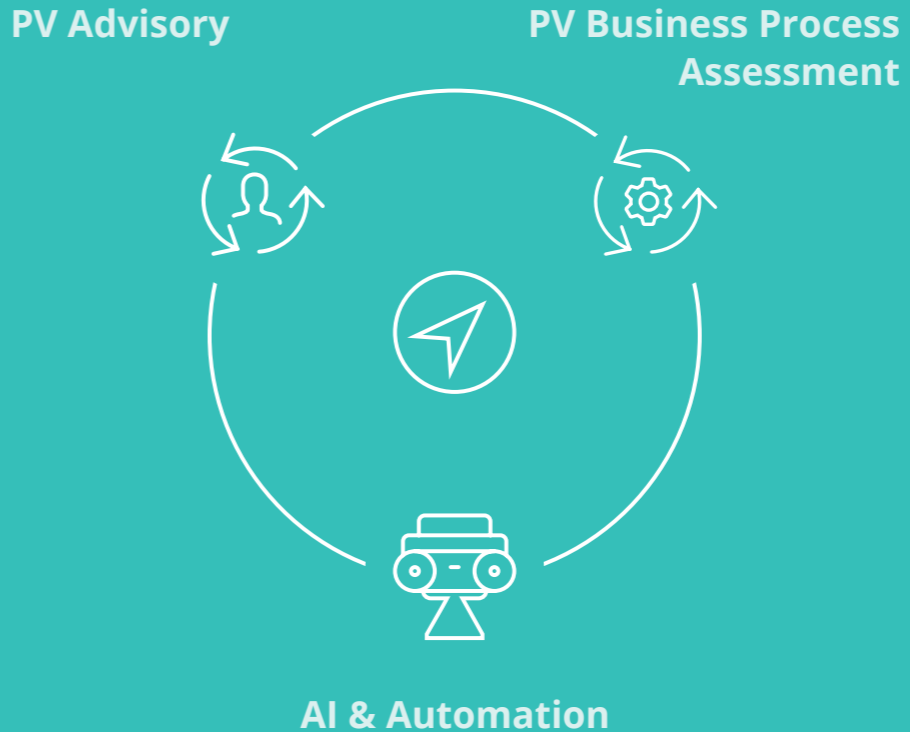 PV Advisory
PV Business Process
Assessment
AI & Automation